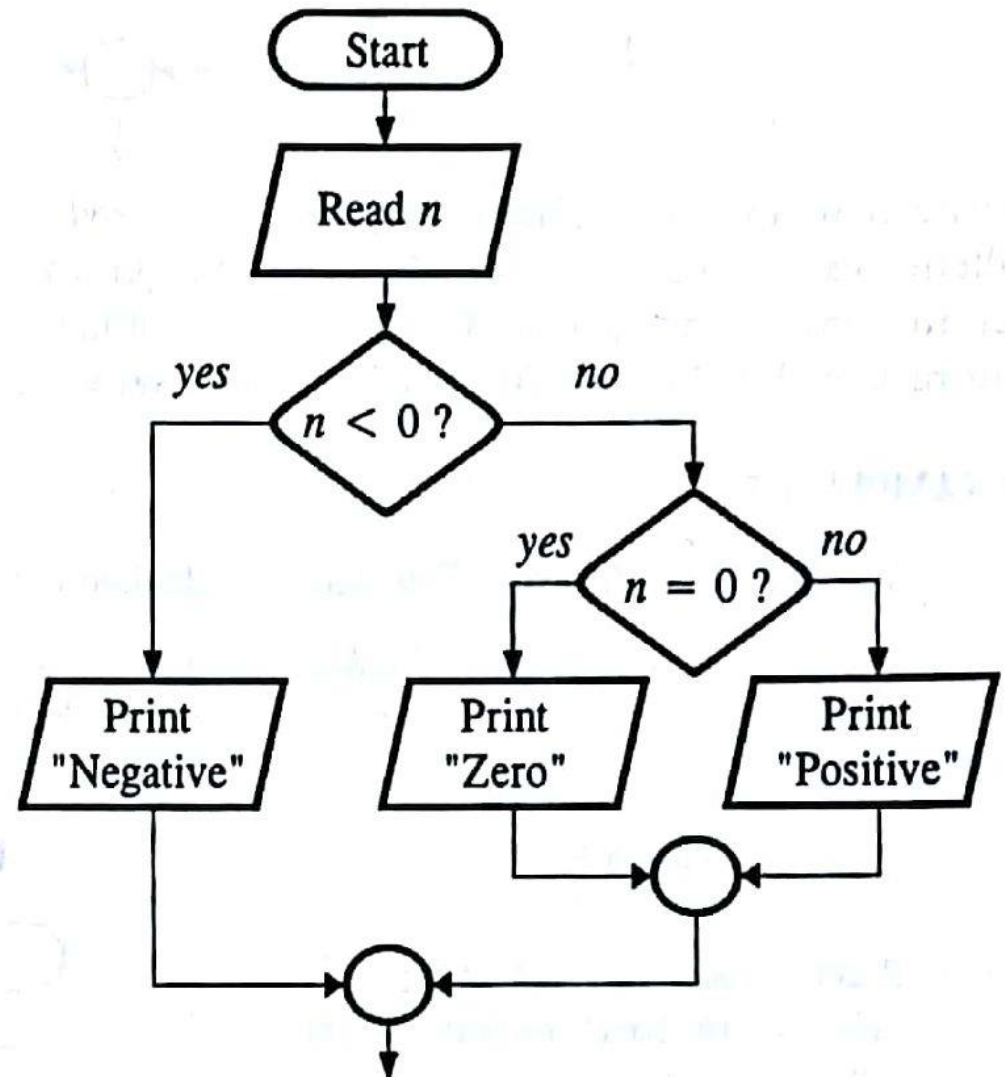 Start
Read n
yes
no
n < 0 ?
yes
no
n = 0 ?
Print
"Negative"
Print
"Zero"
Print
"Positive"